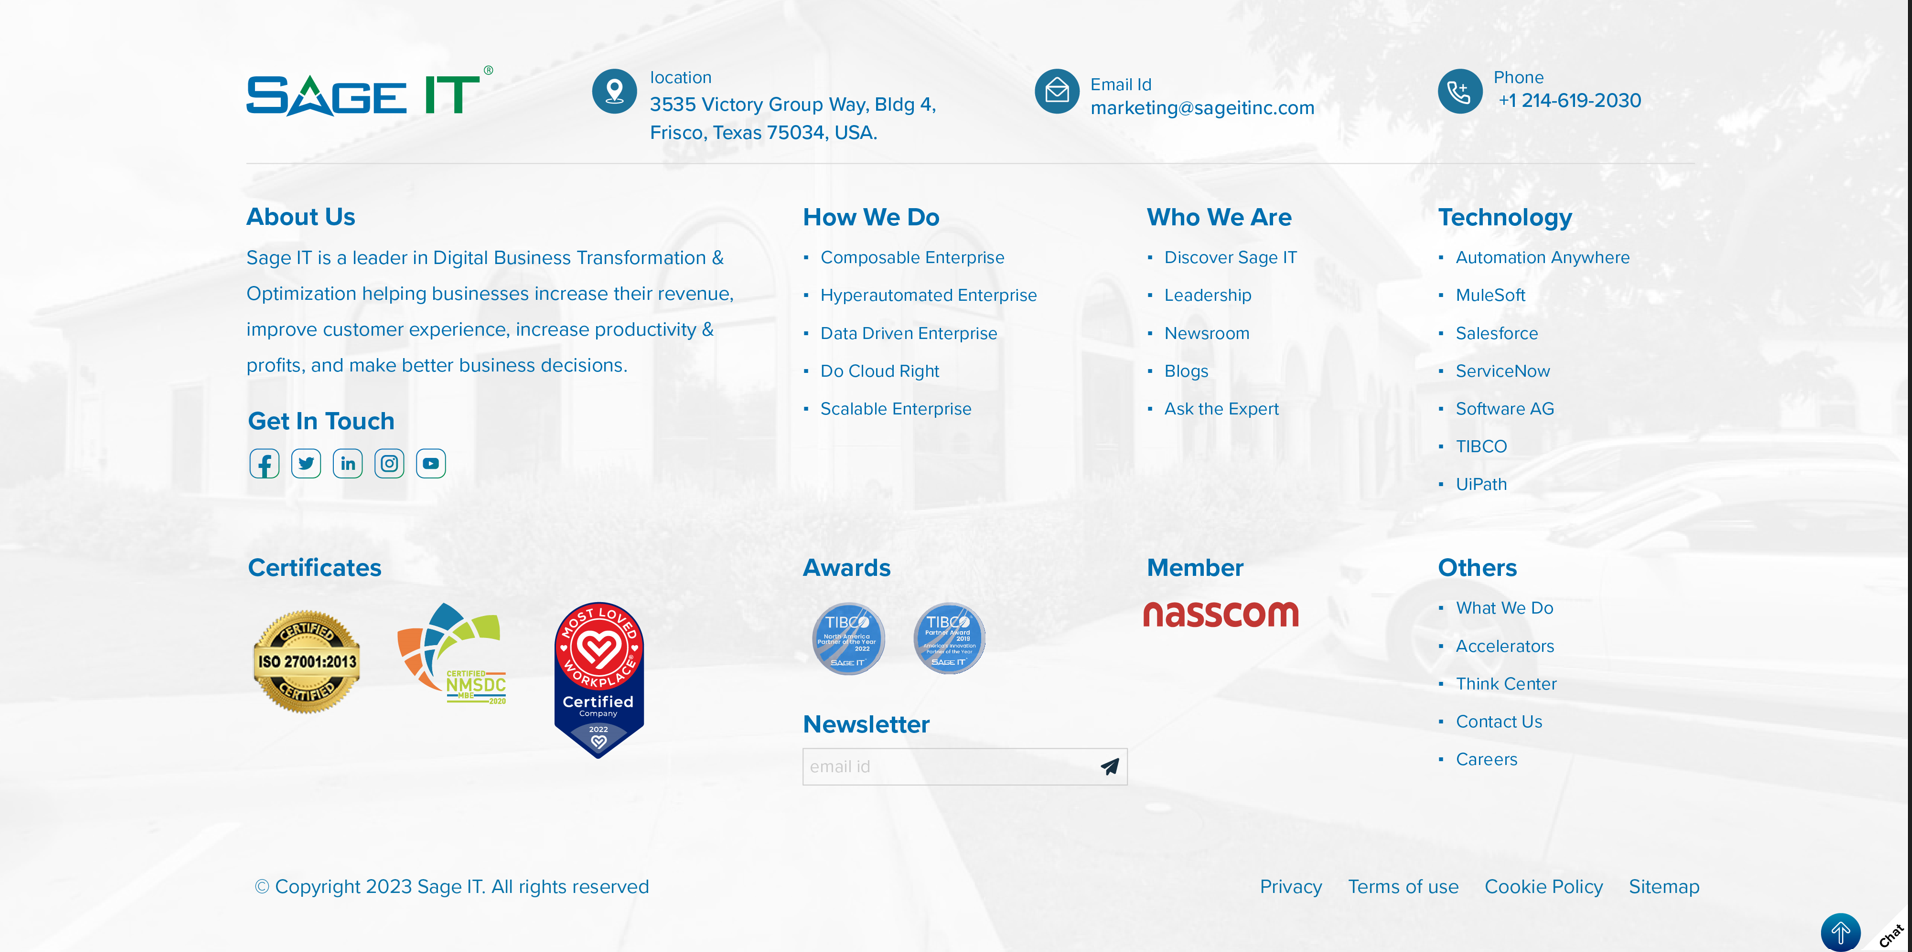 SAGE IT®
location
3535 Victory Group Way, Bldg 4,
Frisco, Texas 75034, USA.
Email Id
marketing@sageitinc.com
Phone
+1 214-619-2030
About Us
Sage IT is a leader in Digital Business Transformation &
Optimization helping businesses increase their revenue,
improve customer experience, increase productivity &
profits, and make better business decisions.
Get In Touch
How We Do
Composable Enterprise
Hyperautomated Enterprise
Data Driven Enterprise
Do Cloud Right
Scalable Enterprise
Who We Are
Discover Sage IT
Leadership
Newsroom
Blogs
Ask the Expert
Technology
Automation Anywhere
MuleSoft
Salesforce
ServiceNow
Software AG
TIBCO
UiPath
Certificates
CERTIFIED
ISO 27001:2013
CERTIFIED
CERTIFIED
NMSDC
MBE
2020
MOST LOVED
WORKPLACE®
Certified
Company
2022
Awards
TIBCO
North America
Partner of the Year
2022
SAGE IT
TIBCO
Partner Award
2019
America's Innovation
Partner of the Year
SAGE IT
Newsletter
email id
Member
nasscom
Others
What We Do
Accelerators
Think Center
Contact Us
Careers
© Copyright 2023 Sage IT. All rights reserved
Privacy
Terms of use
Cookie Policy
Sitemap
Chat